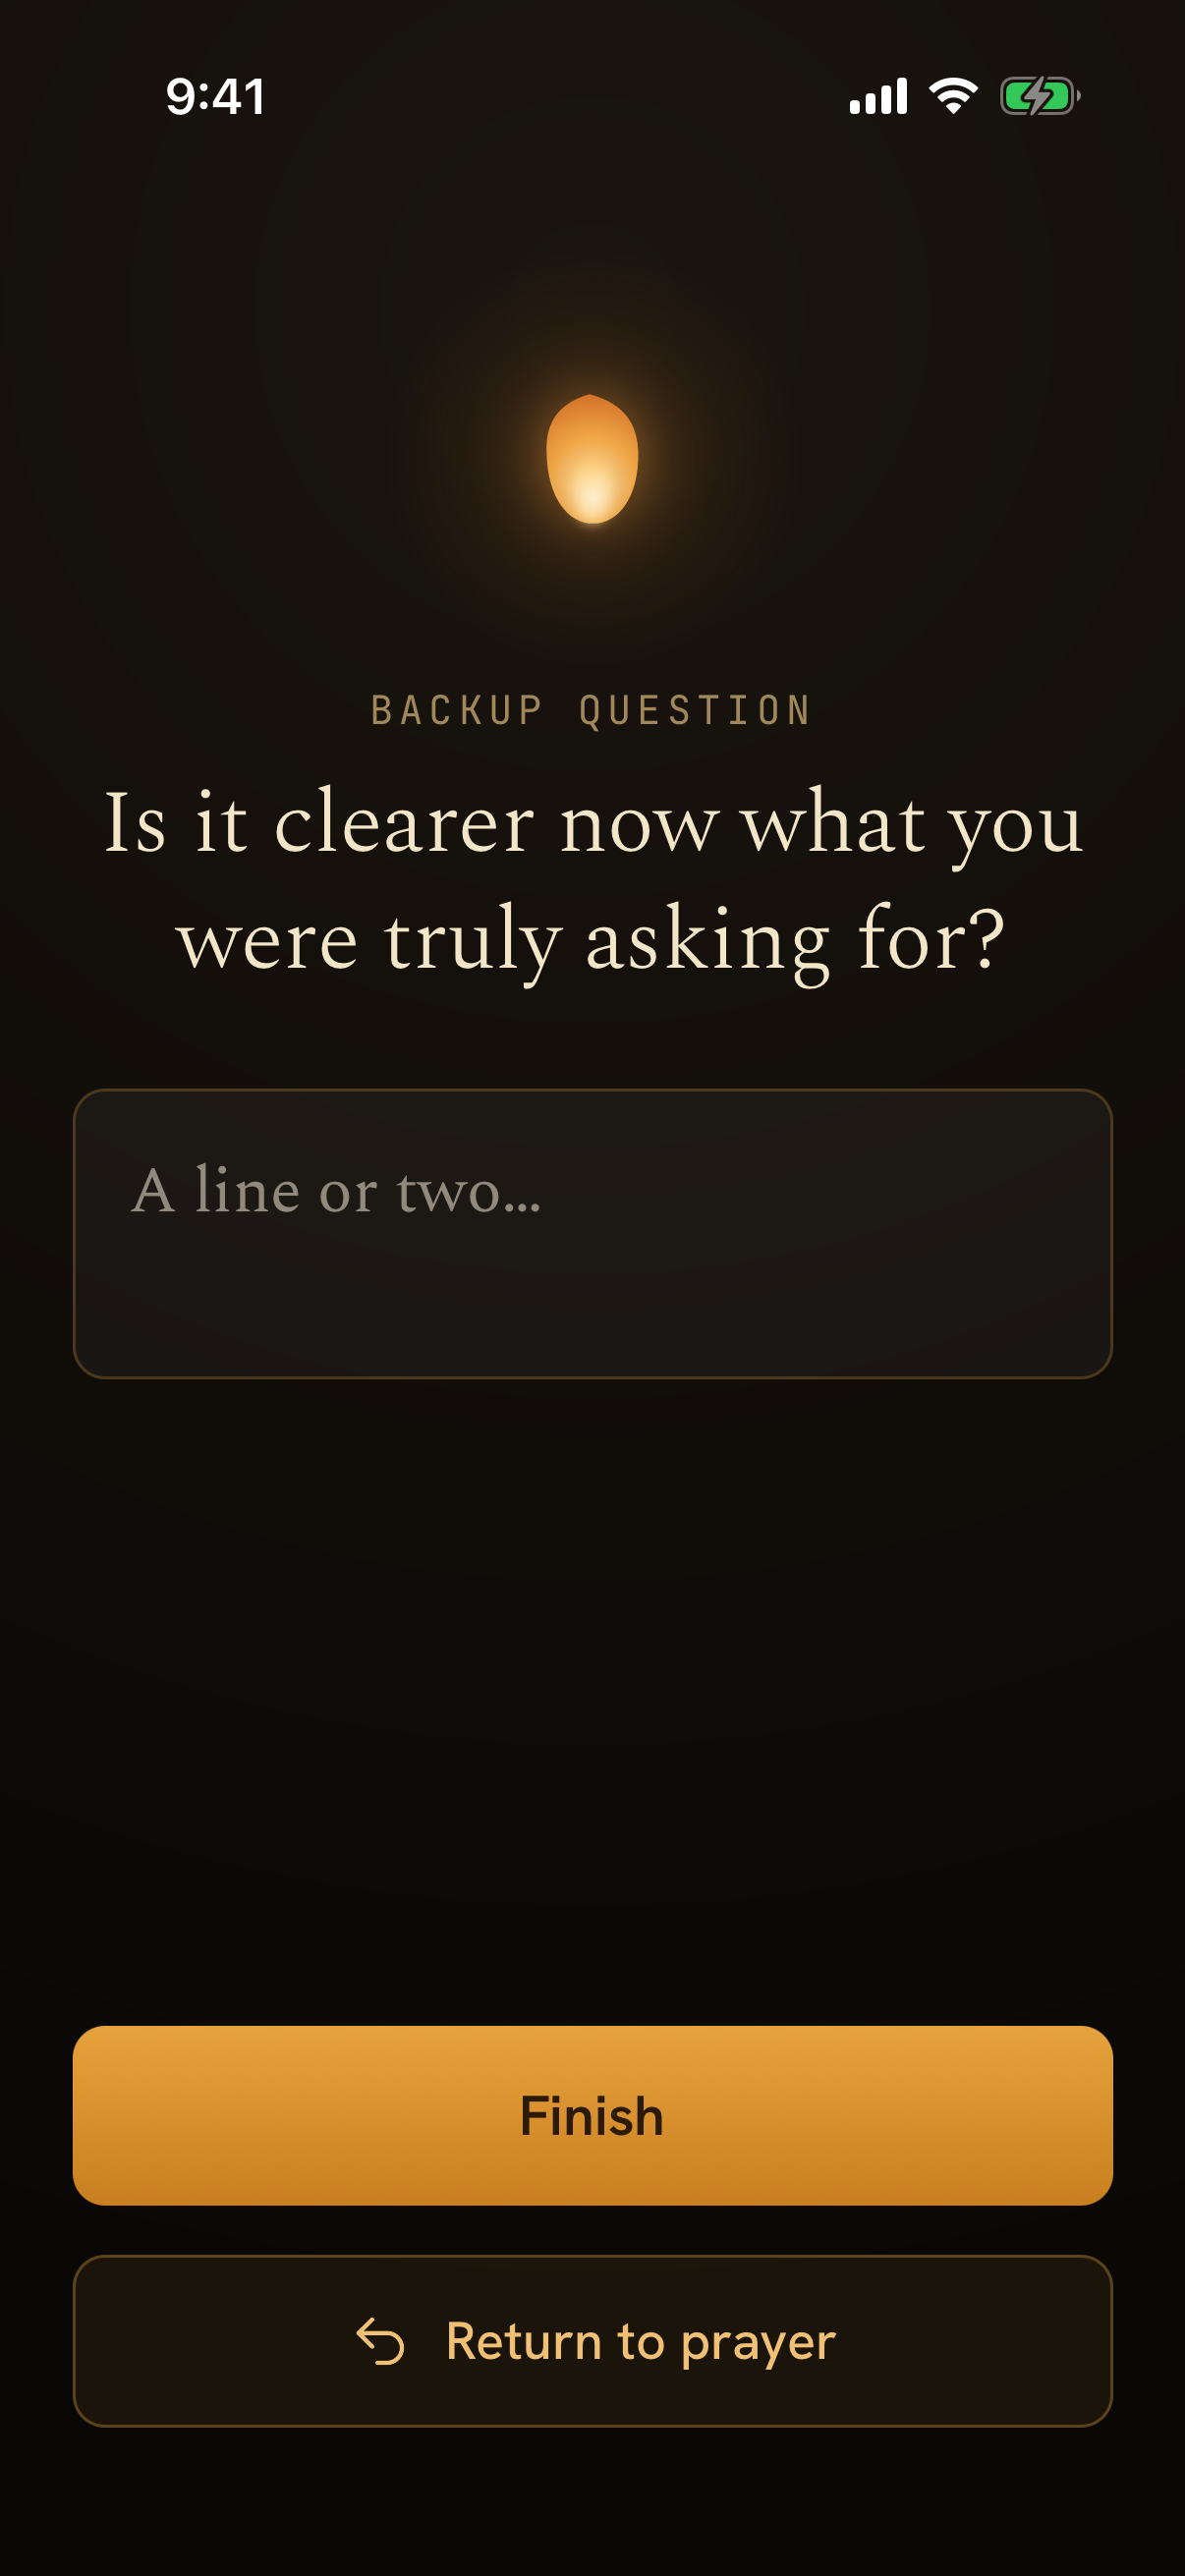 9:41
BACKUP QUESTION
Is it clearer now what you
were truly asking for?
A line or two...
Finish
Return to prayer